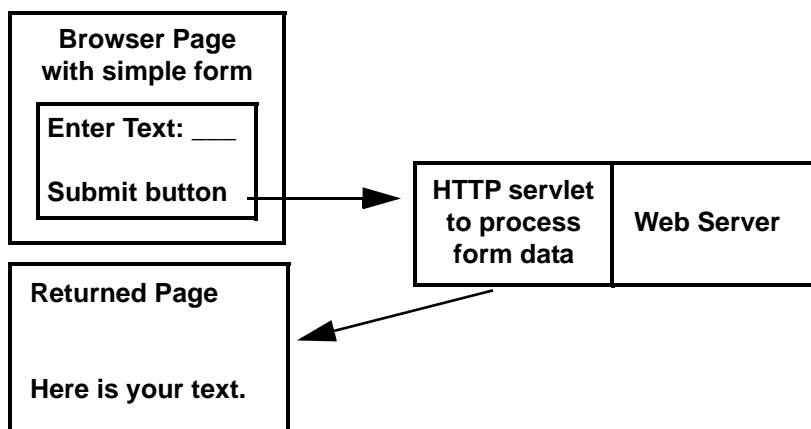 Browser Page
with simple form
Enter Text: ___
Submit button
HTTP servlet
to process
form data
Web Server
Returned Page
Here is your text.